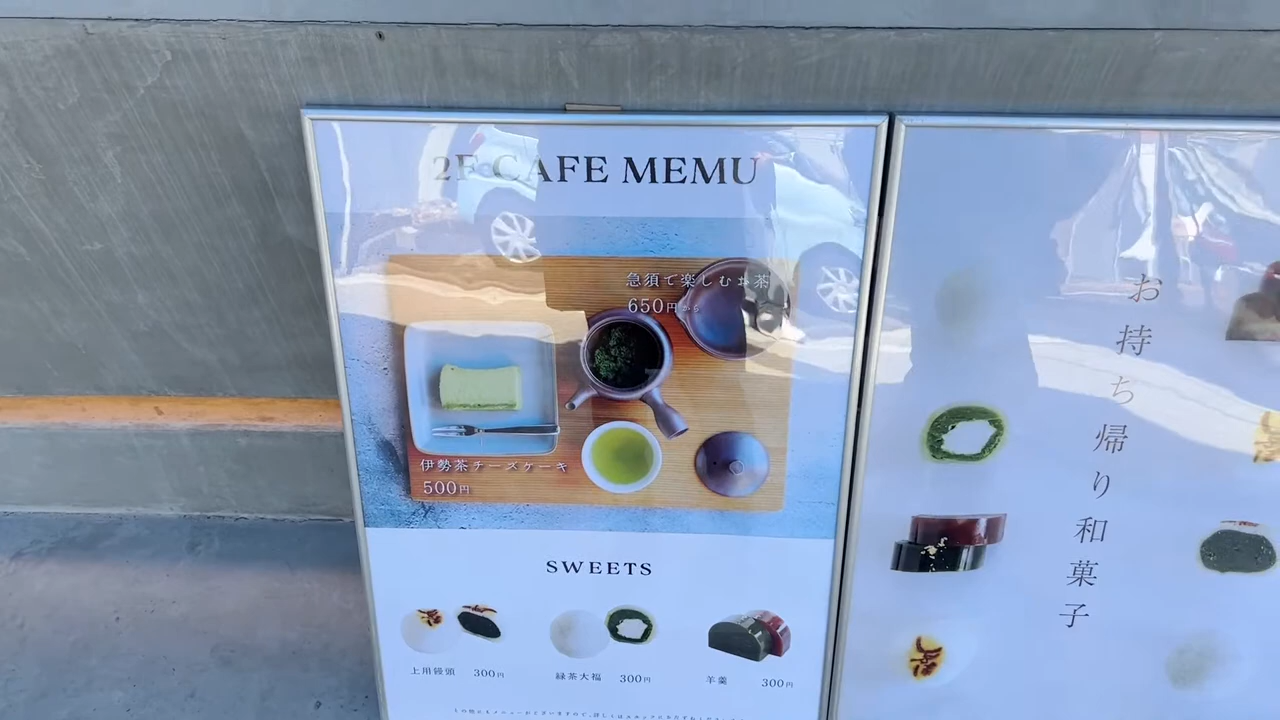 2F CAFE MEMU
急須で楽しむお茶
650円から
伊勢茶チーズケーキ
500円
SWEETS
上用饅頭 300円
緑茶大福 300円
羊羹 300円
お持ち帰り和菓子